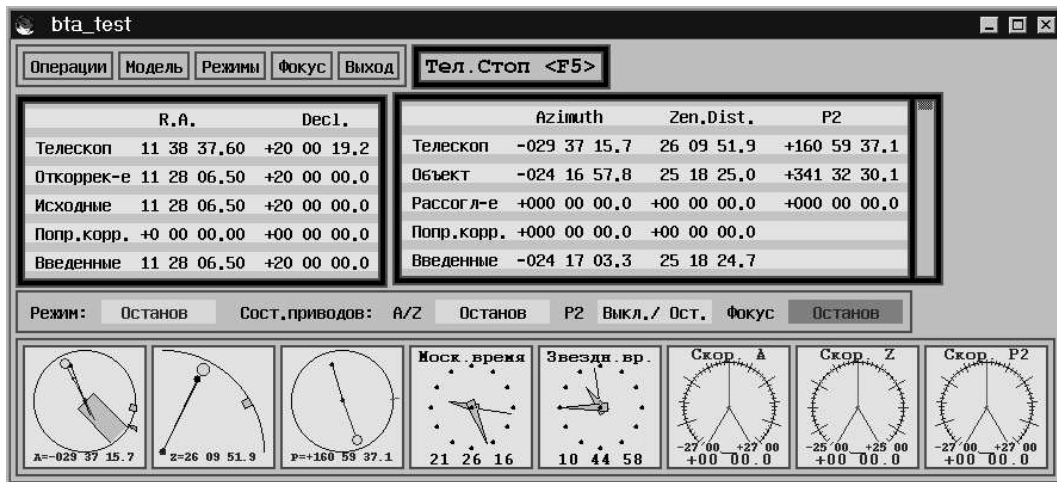 bta_test
Операции Модель Режимы Фокус Выход Тел.Стоп <F5>
R.A. Decl.
Телескоп 11 38 37.60 +20 00 19.2
Откоррек-е 11 28 06.50 +20 00 00.0
Исходные 11 28 06.50 +20 00 00.0
Попр.корр. +0 00 00.00 +00 00 00.0
Введенные 11 28 06.50 +20 00 00.0
Azimuth Zen.Dist. P2
Телескоп -029 37 15.7 26 09 51.9 +160 59 37.1
Объект -024 16 57.8 25 18 25.0 +341 32 30.1
Рассогл-е +000 00 00.0 +00 00 00.0 +000 00 00.0
Попр.корр. +000 00 00.0 +00 00 00.0
Введенные -024 17 03.3 25 18 24.7
Режим: Останов Сост.приводов: A/Z Останов P2 Выкл./ Ост. Фокус Останов
A=-029 37 15.7
Z=26 09 51.9
P=+160 59 37.1
Моск.время
21 26 16
Звездн.вр.
10 44 58
Скор. A
-27 00 +27 00
+00 00.0
Скор. Z
-25 00 +25 00
+00 00.0
Скор. P2
-27 00 +27 00
+00 00.0